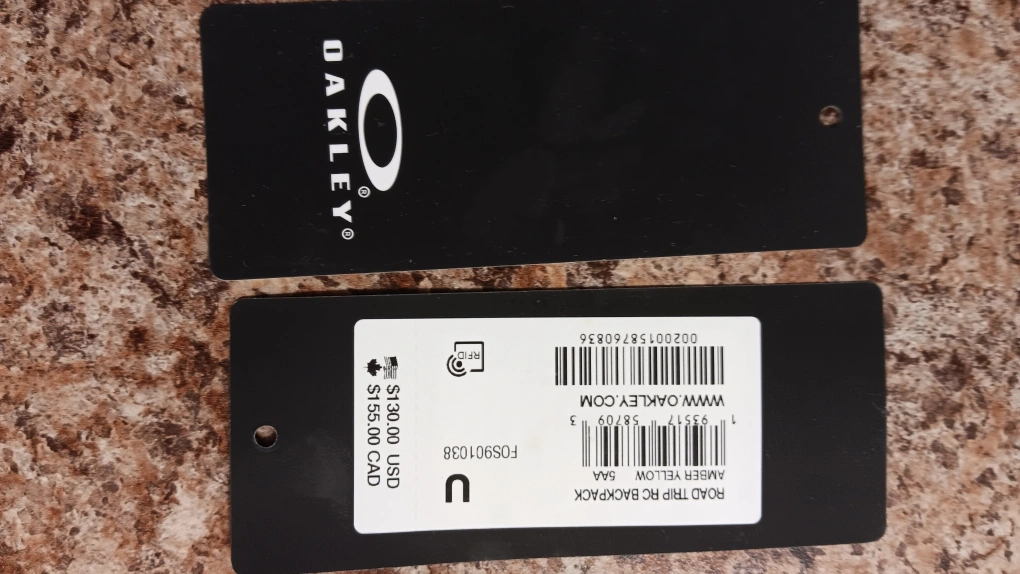 OAKLEY®
®
ROAD TRIP RC BACKPACK
AMBER YELLOW 5AA
1 93517 58709 3
WWW.OAKLEY.COM
00200158760836
U
FOS901038
RFID
$130.00 USD
$155.00 CAD